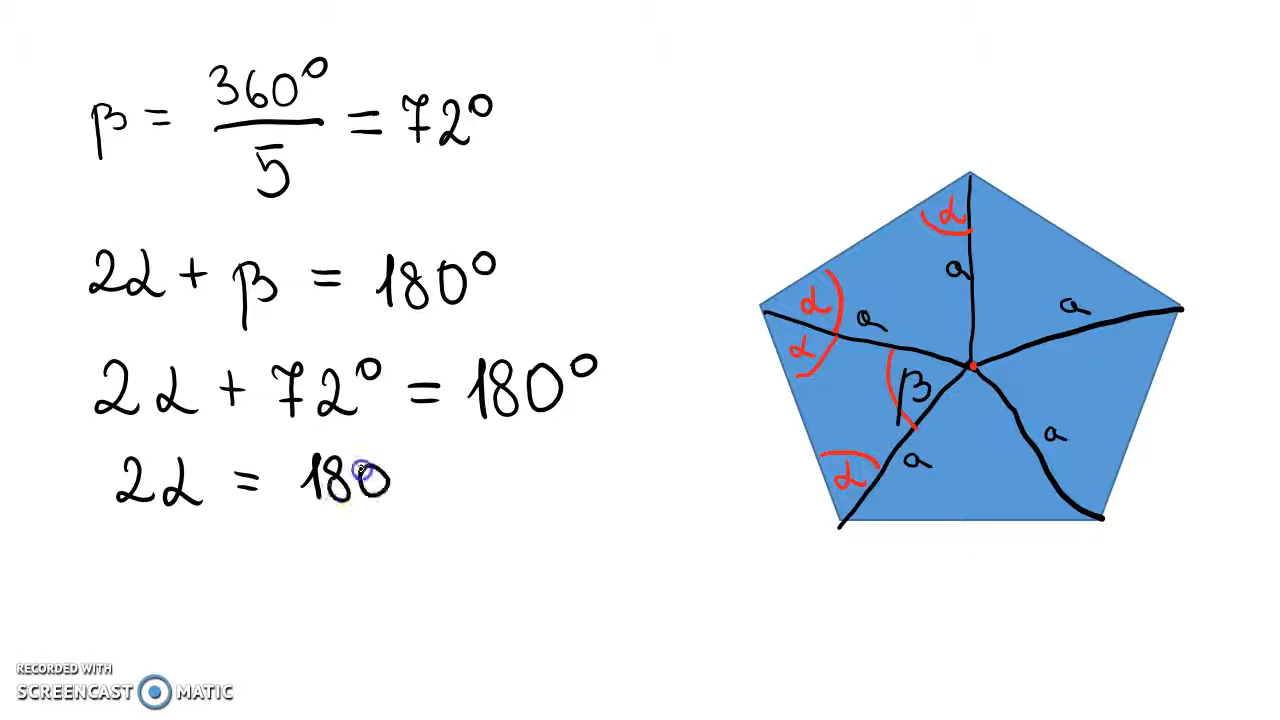 β = 360° / 5 = 72°
2α + β = 180°
2α + 72° = 180°
2α = 180
α
a
α
a
a
α
β
a
a
α
RECORDED WITH
SCREENCAST MATIC